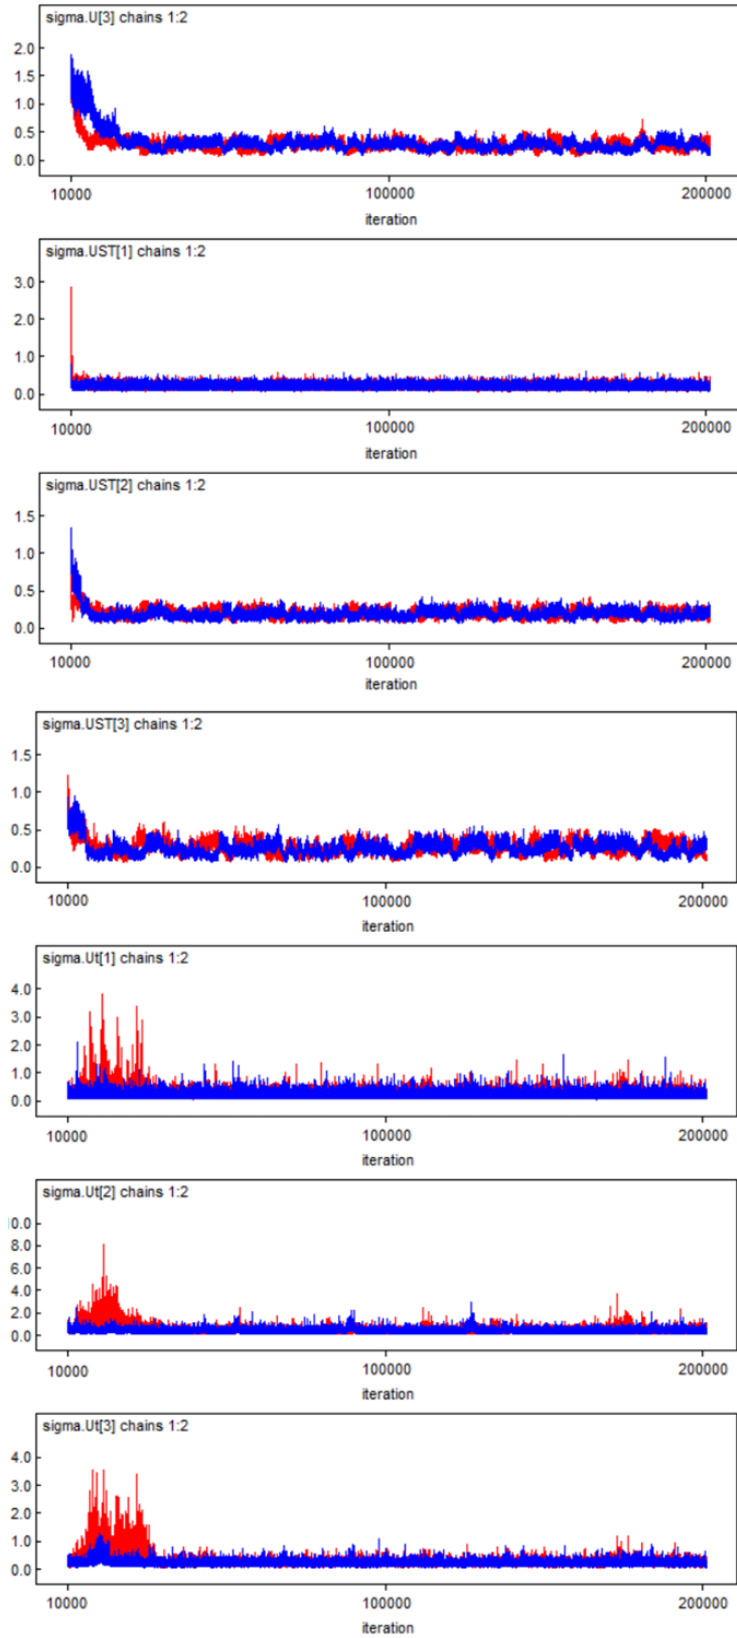 sigma.U[3] chains 1:2
2.0
1.5
1.0
0.5
0.0
10000 100000 200000
iteration
sigma.UST[1] chains 1:2
3.0
2.0
1.0
0.0
10000 100000 200000
iteration
sigma.UST[2] chains 1:2
1.5
1.0
0.5
0.0
10000 100000 200000
iteration
sigma.UST[3] chains 1:2
1.5
1.0
0.5
0.0
10000 100000 200000
iteration
sigma.Ut[1] chains 1:2
4.0
3.0
2.0
1.0
0.0
10000 100000 200000
iteration
sigma.Ut[2] chains 1:2
0.0
8.0
6.0
4.0
2.0
0.0
10000 100000 200000
iteration
sigma.Ut[3] chains 1:2
4.0
3.0
2.0
1.0
0.0
10000 100000 200000
iteration